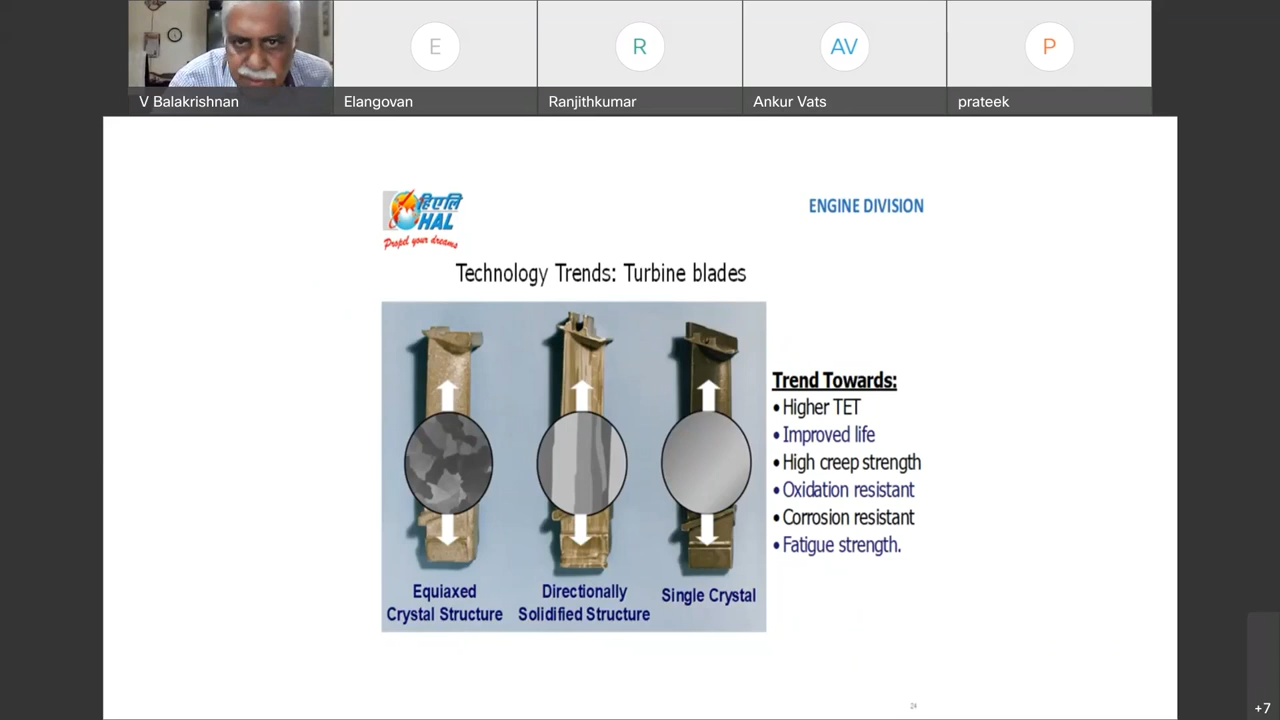 E
R
AV
P
V Balakrishnan
Elangovan
Ranjithkumar
Ankur Vats
prateek
हिएलि
HAL
Propel your dreams
ENGINE DIVISION
Technology Trends: Turbine blades
Trend Towards:
• Higher TET
• Improved life
• High creep strength
• Oxidation resistant
• Corrosion resistant
• Fatigue strength.
Equiaxed
Crystal Structure
Directionally
Solidified Structure
Single Crystal
24
+7